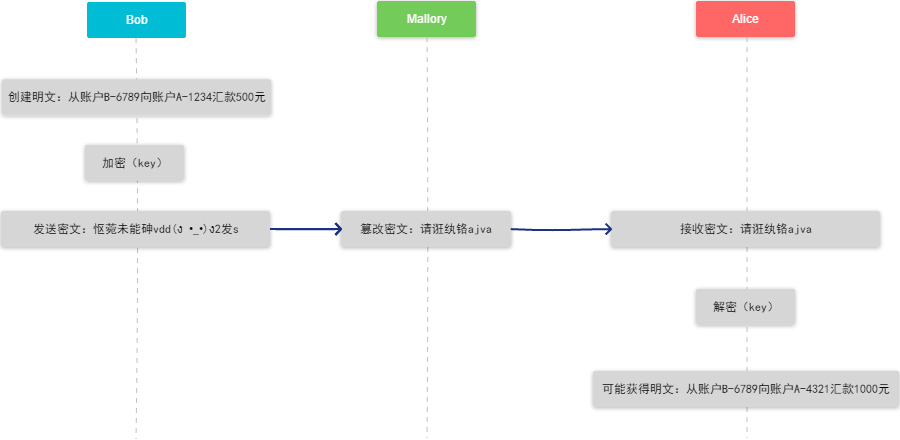 Bob
Mallory
Alice
创建明文：从账户B-6789向账户A-1234汇款500元
加密（key）
发送密文：怄菀未能砷vdd(ง •_•)ง2发s
篡改密文：请诳纨铬ajva
接收密文：请诳纨铬ajva
解密（key）
可能获得明文：从账户B-6789向账户A-4321汇款1000元